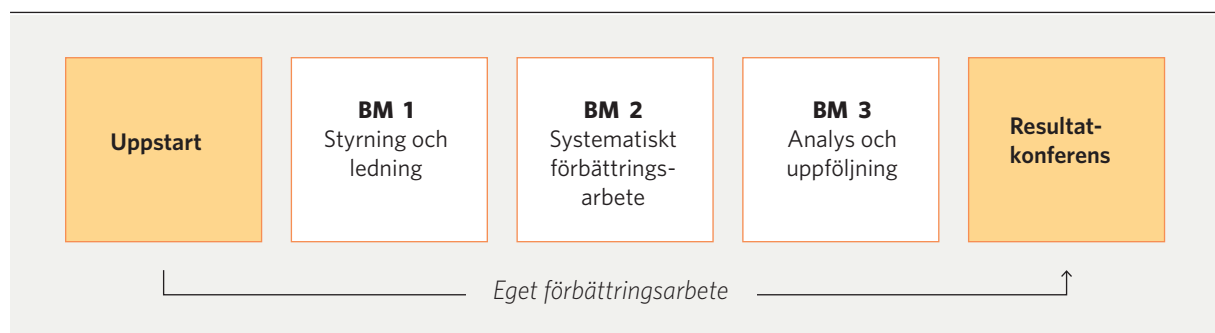 Uppstart
BM 1
Styrning och
ledning
BM 2
Systematiskt
förbättrings-
arbete
BM 3
Analys och
uppföljning
Resultat-
konferens
Eget förbättringsarbete